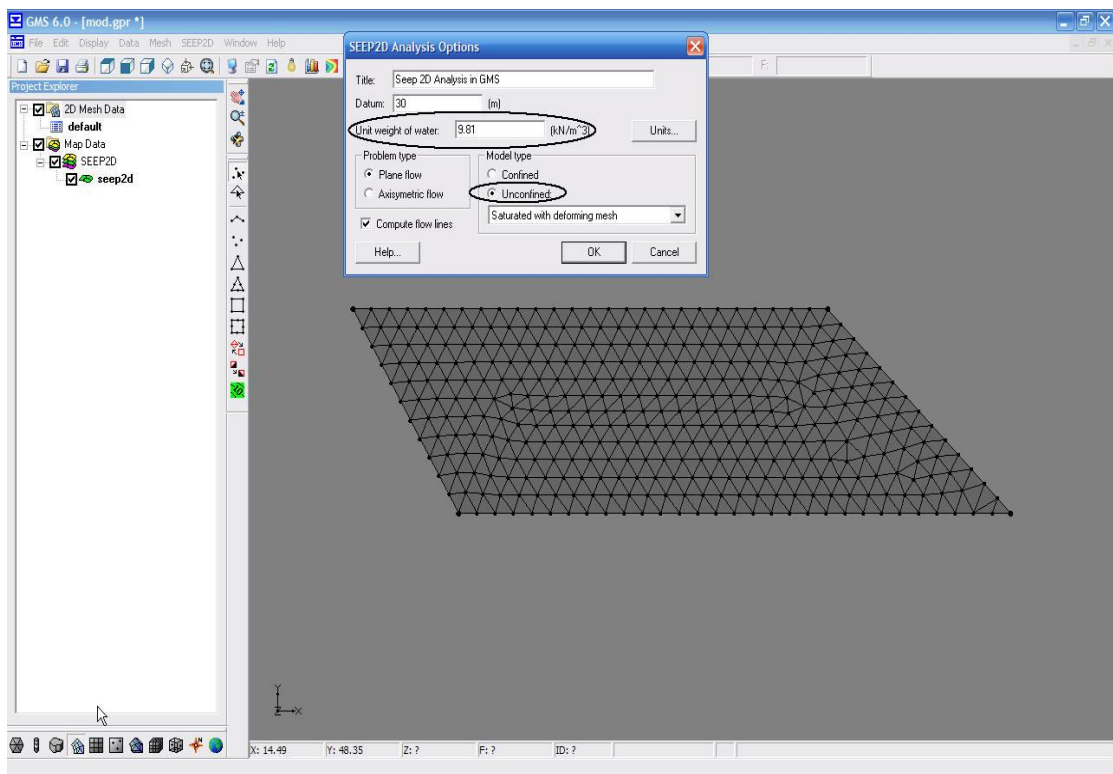 GMS 6.0 - [mod.gpr *]
File Edit Display Data Mesh SEEP2D Window Help
F:
Project Explorer
2D Mesh Data
default
Map Data
SEEP2D
seep2d
SEEP2D Analysis Options
Title: Seep 2D Analysis in GMS
Datum: 30 (m)
Unit weight of water: 9.81 (kN/m^3) Units...
Problem type Model type
Plane flow Confined
Axisymetric flow Unconfined:
Compute flow lines Saturated with deforming mesh
Help... OK Cancel
Y
Z x
X: 14.49 Y: 48.35 Z: ? F: ? ID: ?